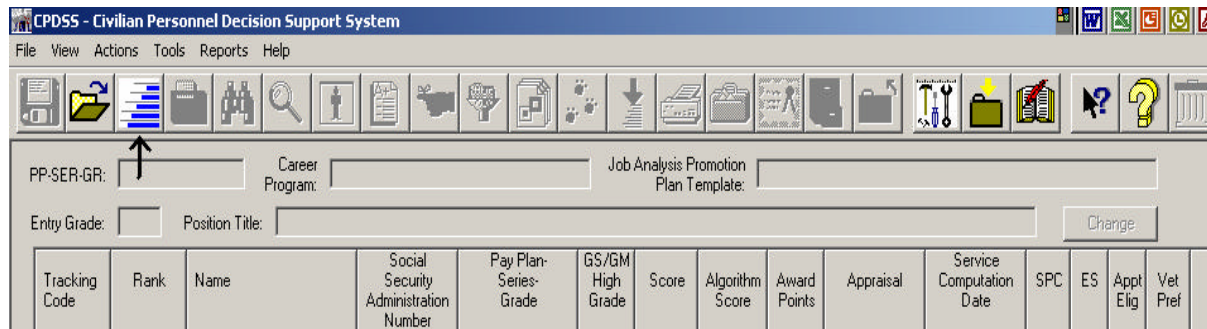 CPDSS - Civilian Personnel Decision Support System
File View Actions Tools Reports Help
PP-SER-GR:
Career
Program:
Job Analysis Promotion
Plan Template:
Entry Grade:
Position Title:
Change
Tracking
Code
Rank
Name
Social
Security
Administration
Number
Pay Plan-
Series-
Grade
GS/GM
High
Grade
Score
Algorithm
Score
Award
Points
Appraisal
Service
Computation
Date
SPC
ES
Appt
Elig
Vet
Pref